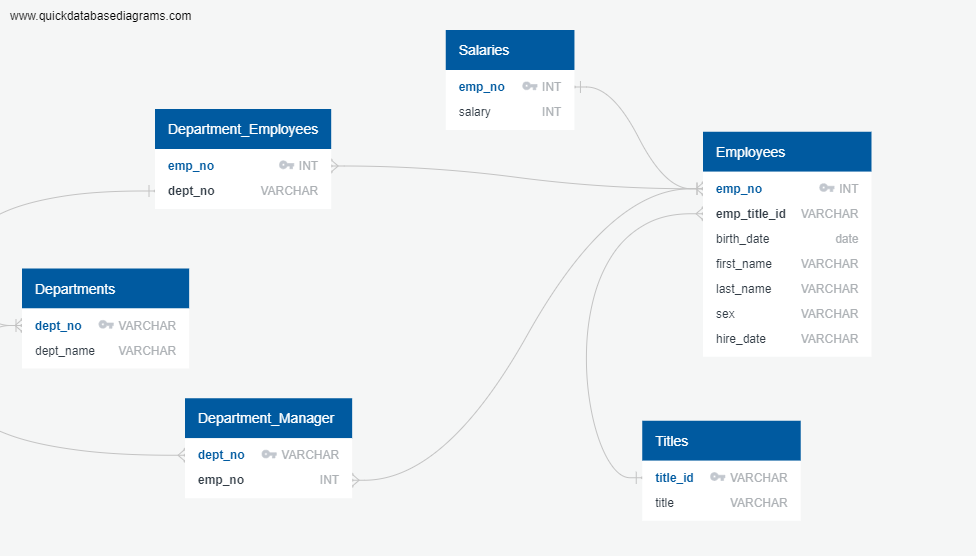 www.quickdatabasediagrams.com
Salaries
emp_no INT
salary INT
Department_Employees
emp_no INT
dept_no VARCHAR
Employees
emp_no INT
emp_title_id VARCHAR
birth_date date
first_name VARCHAR
last_name VARCHAR
sex VARCHAR
hire_date VARCHAR
Departments
dept_no VARCHAR
dept_name VARCHAR
Department_Manager
dept_no VARCHAR
emp_no INT
Titles
title_id VARCHAR
title VARCHAR